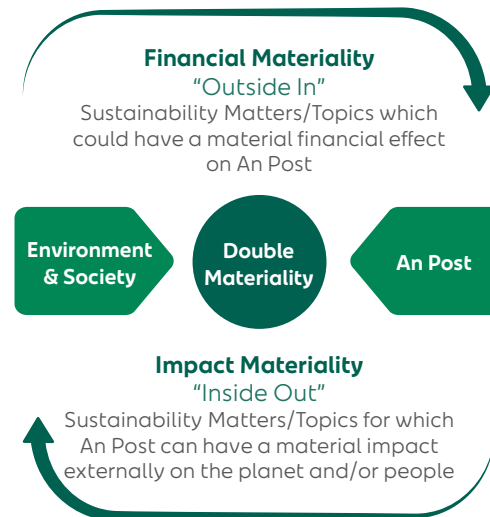 Financial Materiality
“Outside In”
Sustainability Matters/Topics which
could have a material financial effect
on An Post
Environment
& Society
Double
Materiality
An Post
Impact Materiality
“Inside Out”
Sustainability Matters/Topics for which
An Post can have a material impact
externally on the planet and/or people